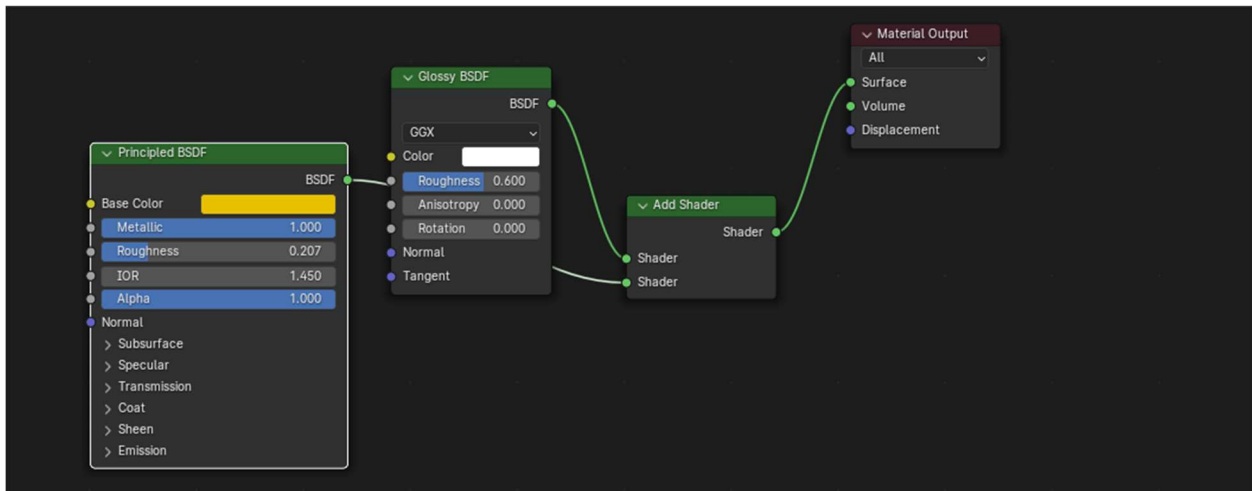 Principled BSDF
BSDF
Base Color
Metallic 1.000
Roughness 0.207
IOR 1.450
Alpha 1.000
Normal
Subsurface
Specular
Transmission
Coat
Sheen
Emission
Glossy BSDF
BSDF
GGX
Color
Roughness 0.600
Anisotropy 0.000
Rotation 0.000
Normal
Tangent
Add Shader
Shader
Shader
Shader
Material Output
All
Surface
Volume
Displacement